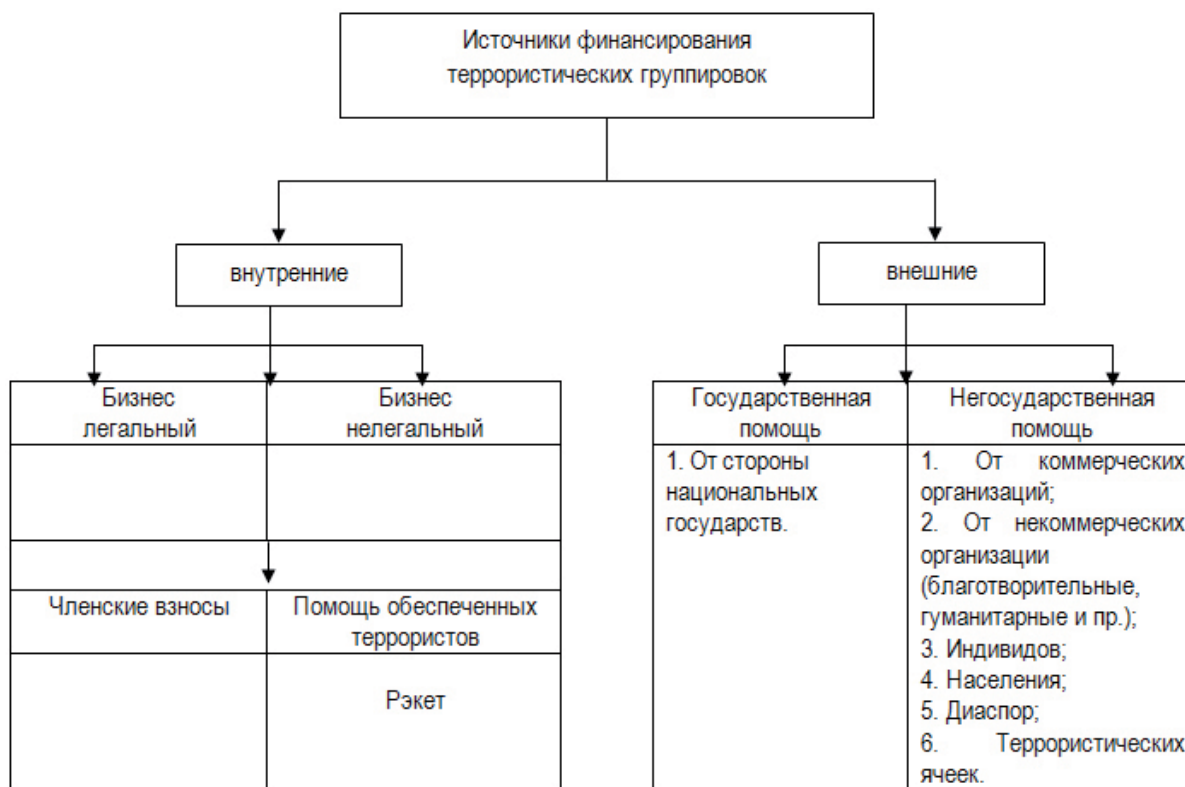 Источники финансирования
террористических группировок
внутренние
внешние
Бизнес
легальный
Бизнес
нелегальный
Членские взносы
Помощь обеспеченных
террористов
Рэкет
Государственная
помощь
1. От стороны
национальных
государств.
Негосударственная
помощь
1. От коммерческих
организаций;
2. От некоммерческих
организации
(благотворительные,
гуманитарные и пр.);
3. Индивидов;
4. Населения;
5. Диаспор;
6. Террористических
ячеек.